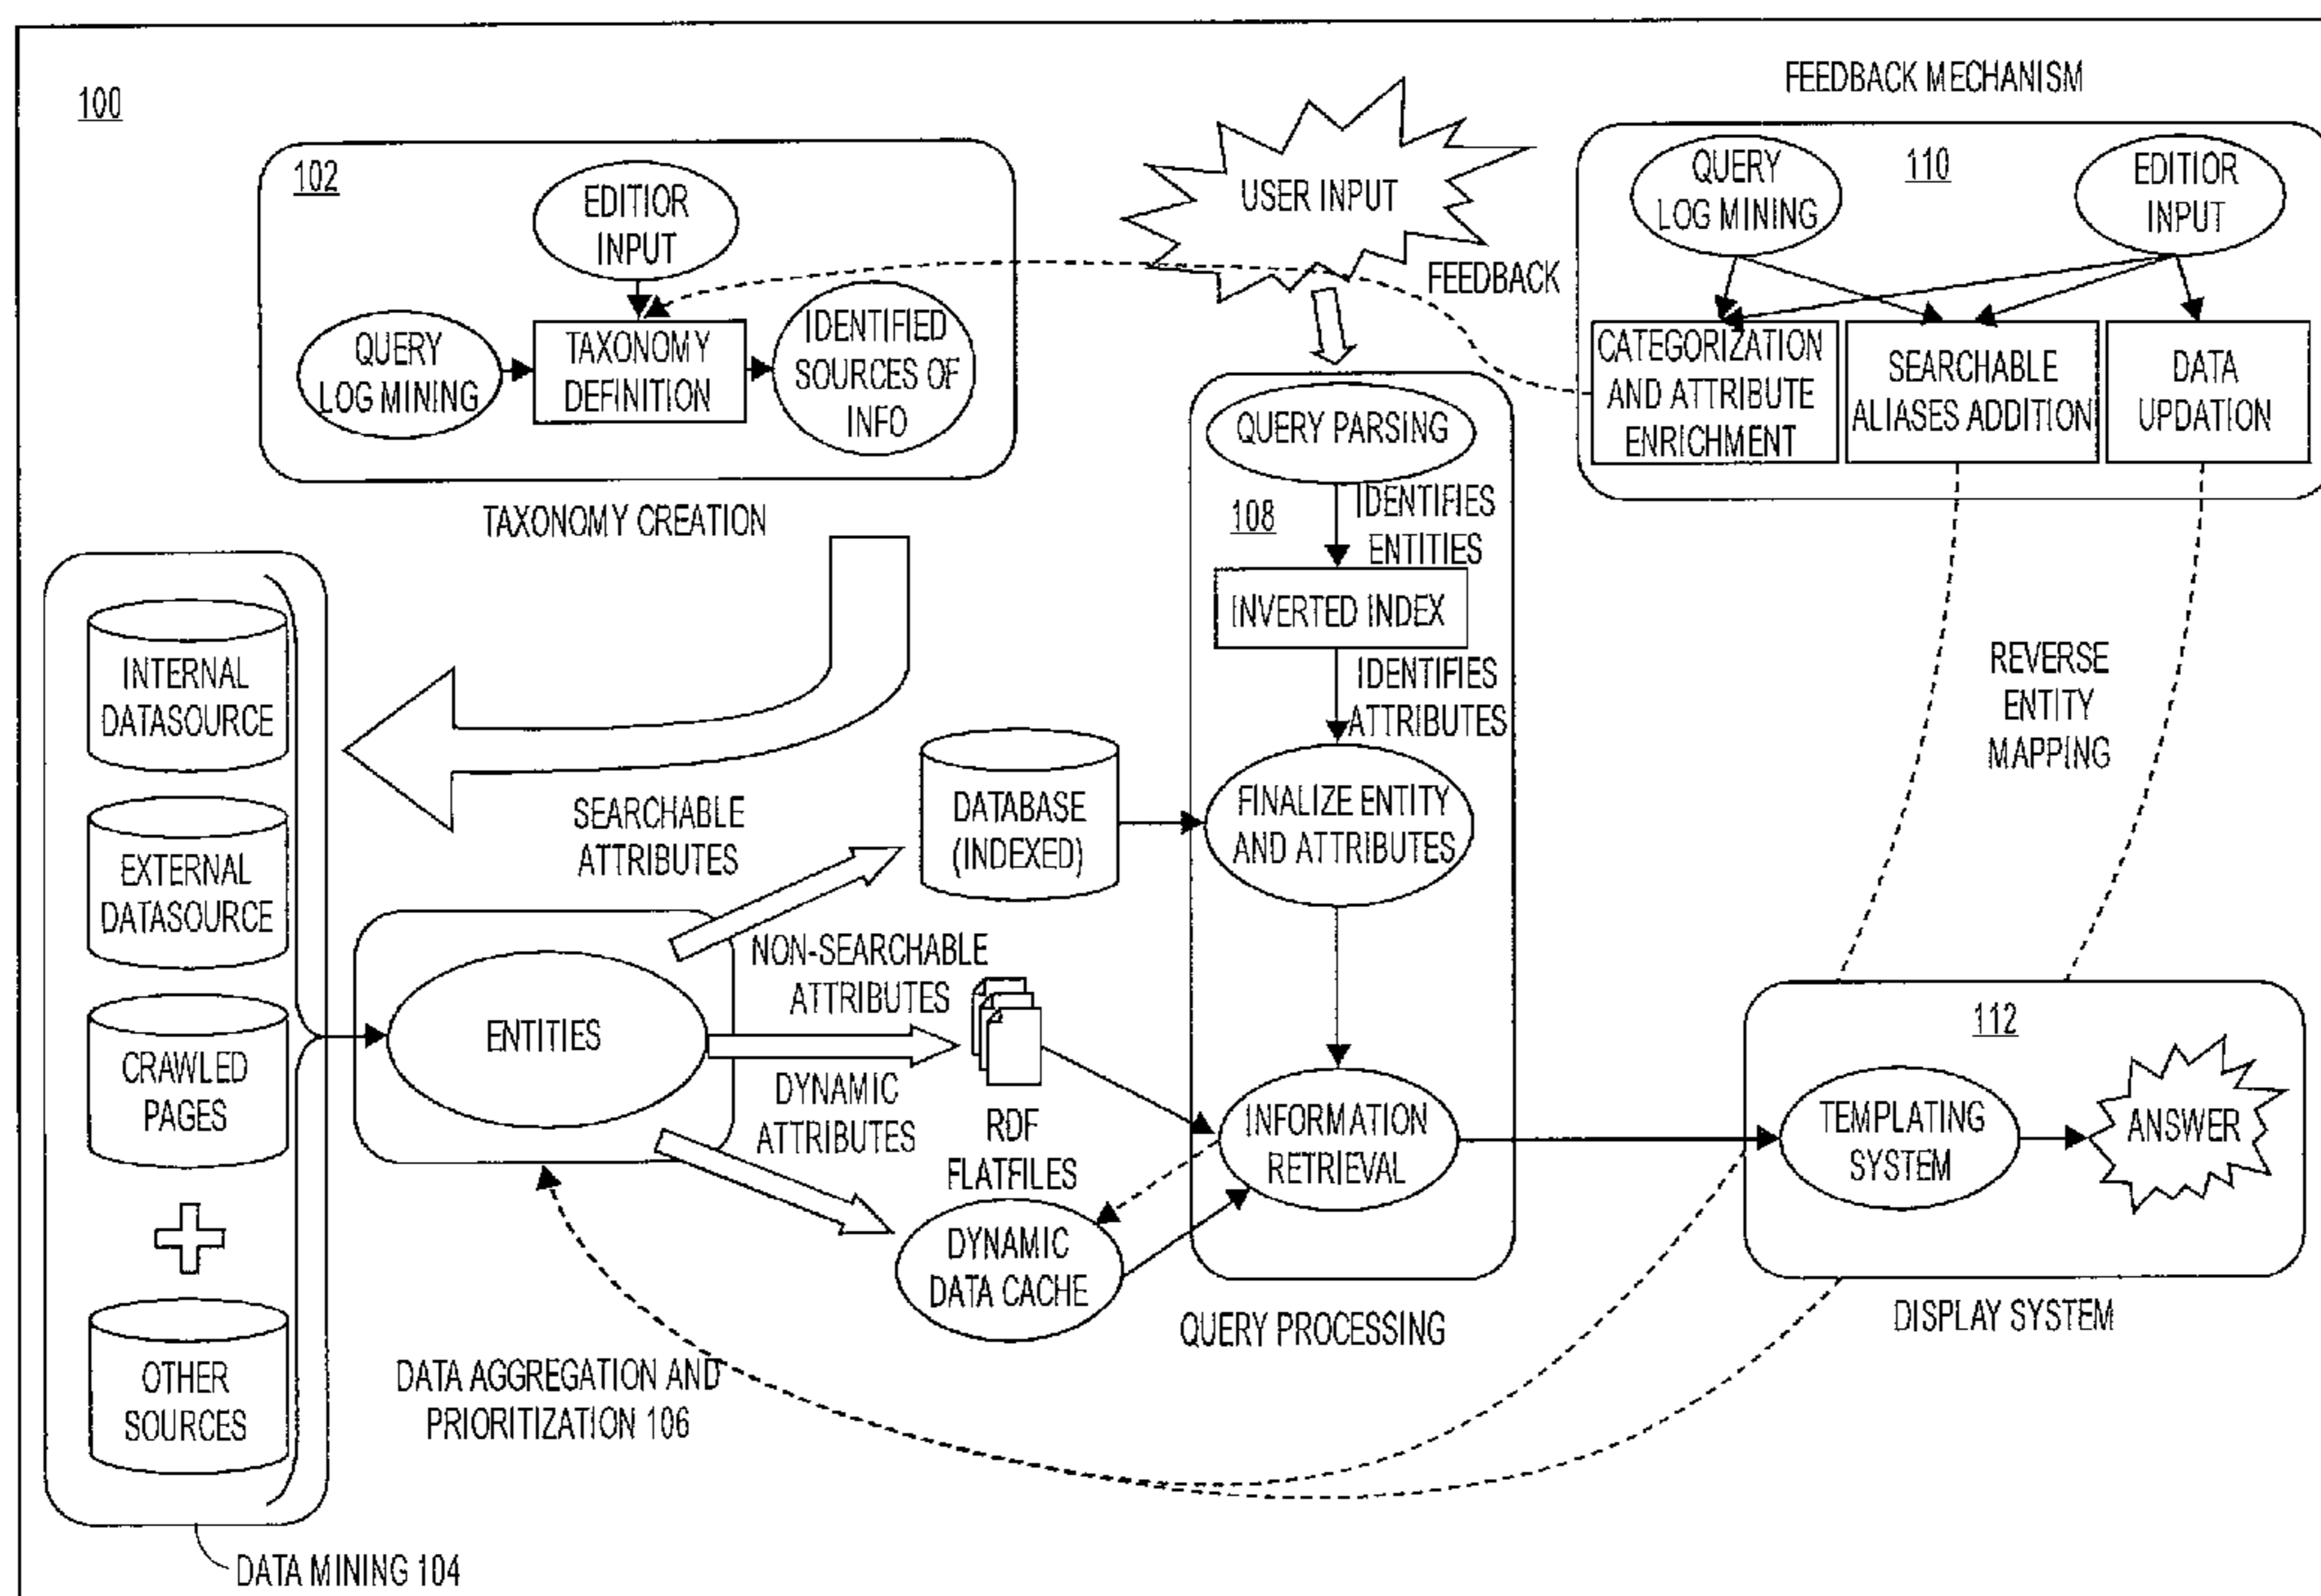 100
FEEDBACK MECHANISM
102
EDITIOR
INPUT
QUERY
LOG MINING
TAXONOMY
DEFINITION
IDENTIFIED
SOURCES OF
INFO
TAXONOMY CREATION
USER INPUT
FEEDBACK
110
QUERY
LOG MINING
EDITIOR
INPUT
CATEGORIZATION
AND ATTRIBUTE
ENRICHMENT
SEARCHABLE
ALIASES ADDITION
DATA
UPDATION
QUERY PARSING
108
IDENTIFIES
ENTITIES
INVERTED INDEX
IDENTIFIES
ATTRIBUTES
FINALIZE ENTITY
AND ATTRIBUTES
INFORMATION
RETRIEVAL
QUERY PROCESSING
REVERSE
ENTITY
MAPPING
INTERNAL
DATASOURCE
EXTERNAL
DATASOURCE
CRAWLED
PAGES
OTHER
SOURCES
DATA MINING 104
SEARCHABLE
ATTRIBUTES
DATABASE
(INDEXED)
ENTITIES
NON-SEARCHABLE
ATTRIBUTES
DYNAMIC
ATTRIBUTES
RDF
FLATFILES
DYNAMIC
DATA CACHE
DATA AGGREGATION AND
PRIORITIZATION 106
112
TEMPLATING
SYSTEM
ANSWER
DISPLAY SYSTEM